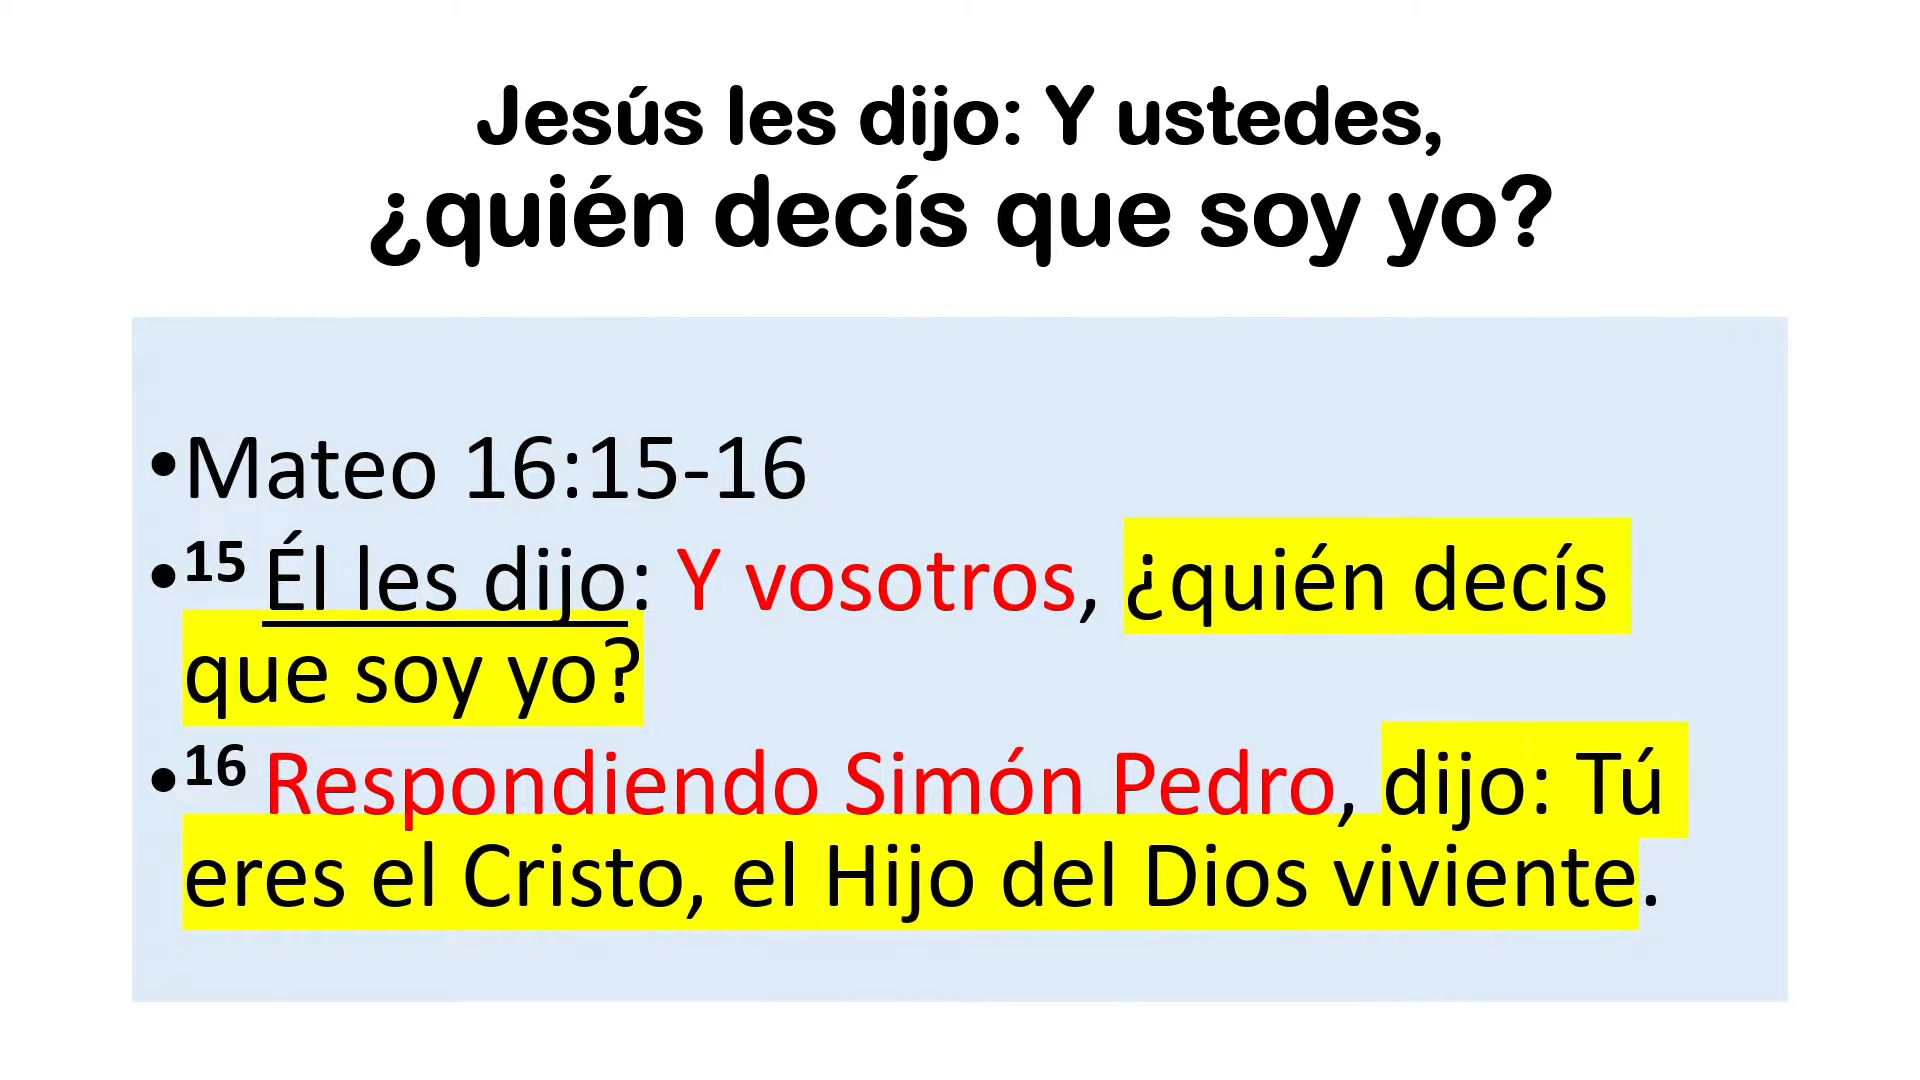 Jesús les dijo: Y ustedes,
¿quién decís que soy yo?
•Mateo 16:15-16
•15 Él les dijo: Y vosotros, ¿quién decís
que soy yo?
•16 Respondiendo Simón Pedro, dijo: Tú
eres el Cristo, el Hijo del Dios viviente.